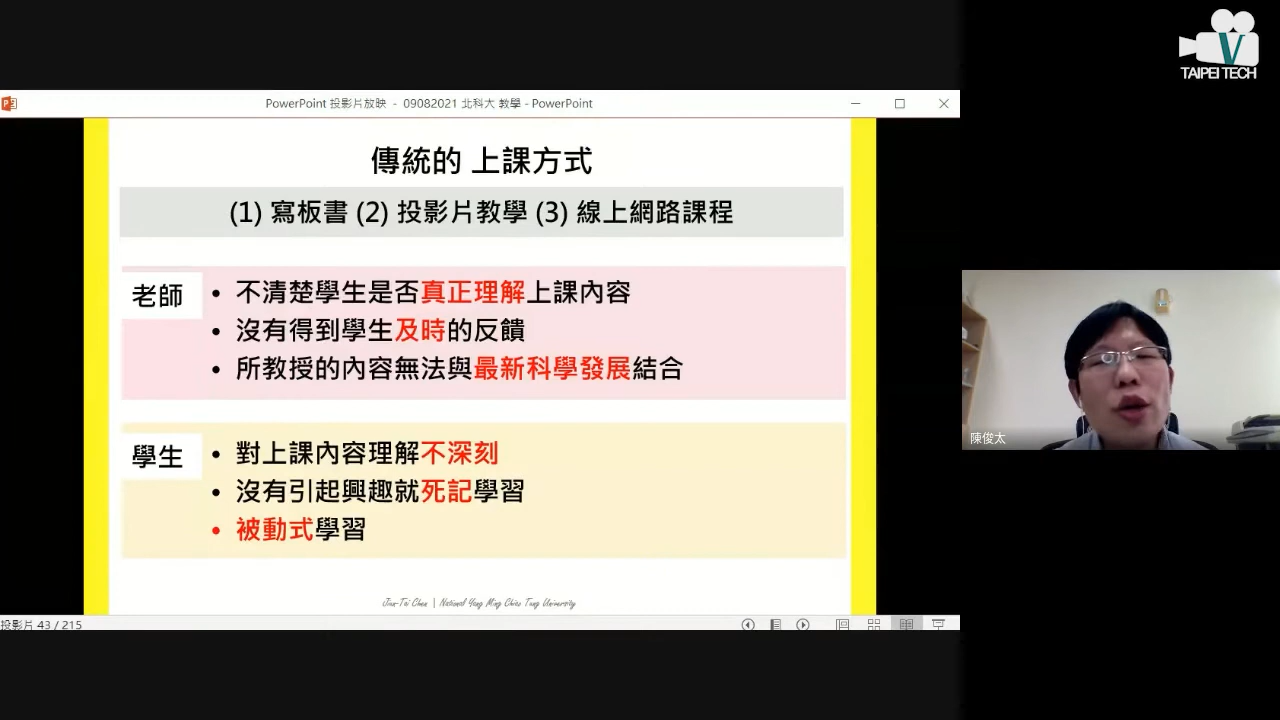 TAIPEI TECH
PowerPoint 投影片放映 - 09082021 北科大 教學 - PowerPoint
傳統的 上課方式
(1) 寫板書 (2) 投影片教學 (3) 線上網路課程
老師
• 不清楚學生是否真正理解上課內容
• 沒有得到學生及時的反饋
• 所教授的內容無法與最新科學發展結合
學生
• 對上課內容理解不深刻
• 沒有引起興趣就死記學習
• 被動式學習
Jiun-Tai Chen | National Yang Ming Chiao Tung University
投影片 43 / 215
陳俊太